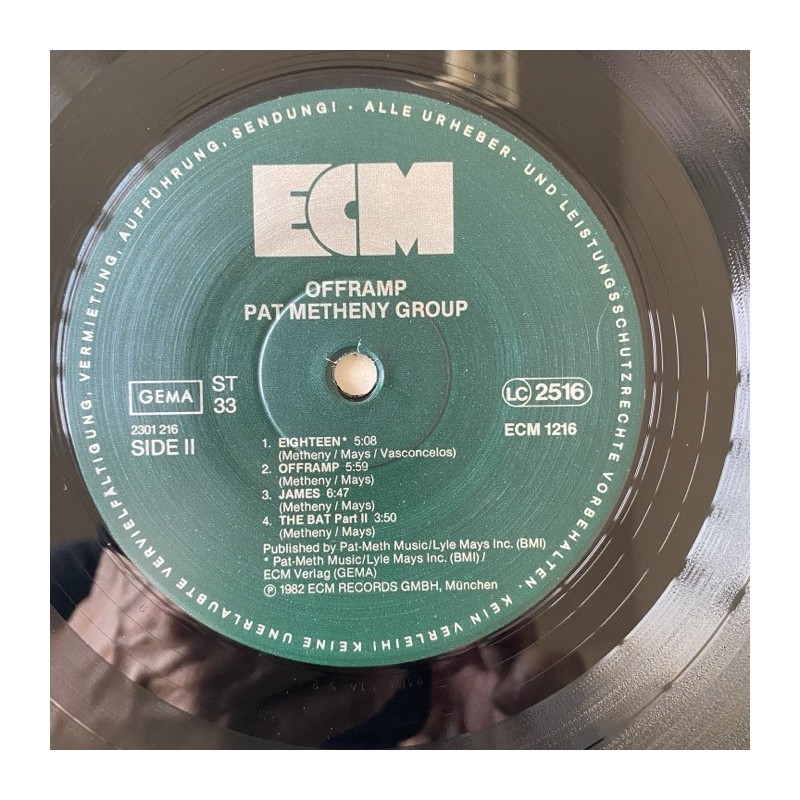 UNERLAUBTE VERVIELFÄLTIGUNG, VERMIETUNG, AUFFÜHRUNG, SENDUNG! · ALLE URHEBER- UND LEISTUNGSSCHUTZRECHTE VORBEHALTEN. KEIN VERLEIH! KEINE
ECM
OFFRAMP
PAT METHENY GROUP
GEMA
ST
33
LC 2516
2301 216
SIDE II
ECM 1216
1. EIGHTEEN* 5:08
(Metheny / Mays / Vasconcelos)
2. OFFRAMP 5:59
(Metheny / Mays)
3. JAMES 6:47
(Metheny / Mays)
4. THE BAT Part II 3:50
(Metheny / Mays)
Published by Pat-Meth Music/Lyle Mays Inc. (BMI)
* Pat-Meth Music/Lyle Mays Inc. (BMI) /
ECM Verlag (GEMA)
Ⓟ 1982 ECM RECORDS GMBH, München